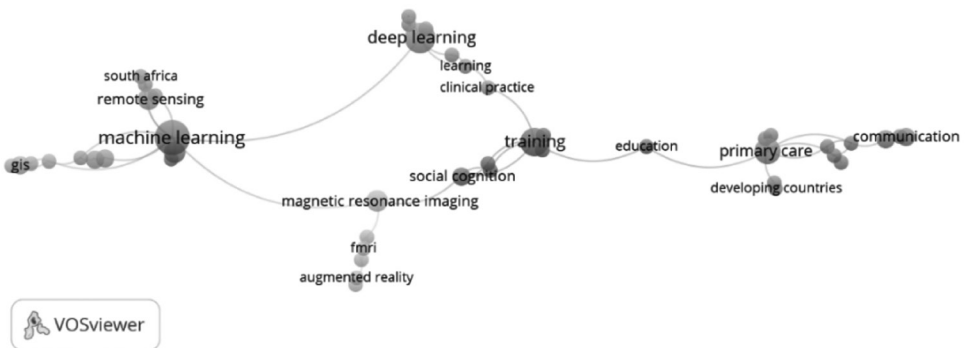 deep learning
learning
south africa
clinical practice
remote sensing
machine learning
training
communication
education
primary care
gis
social cognition
developing countries
magnetic resonance imaging
fmri
augmented reality
VOSviewer